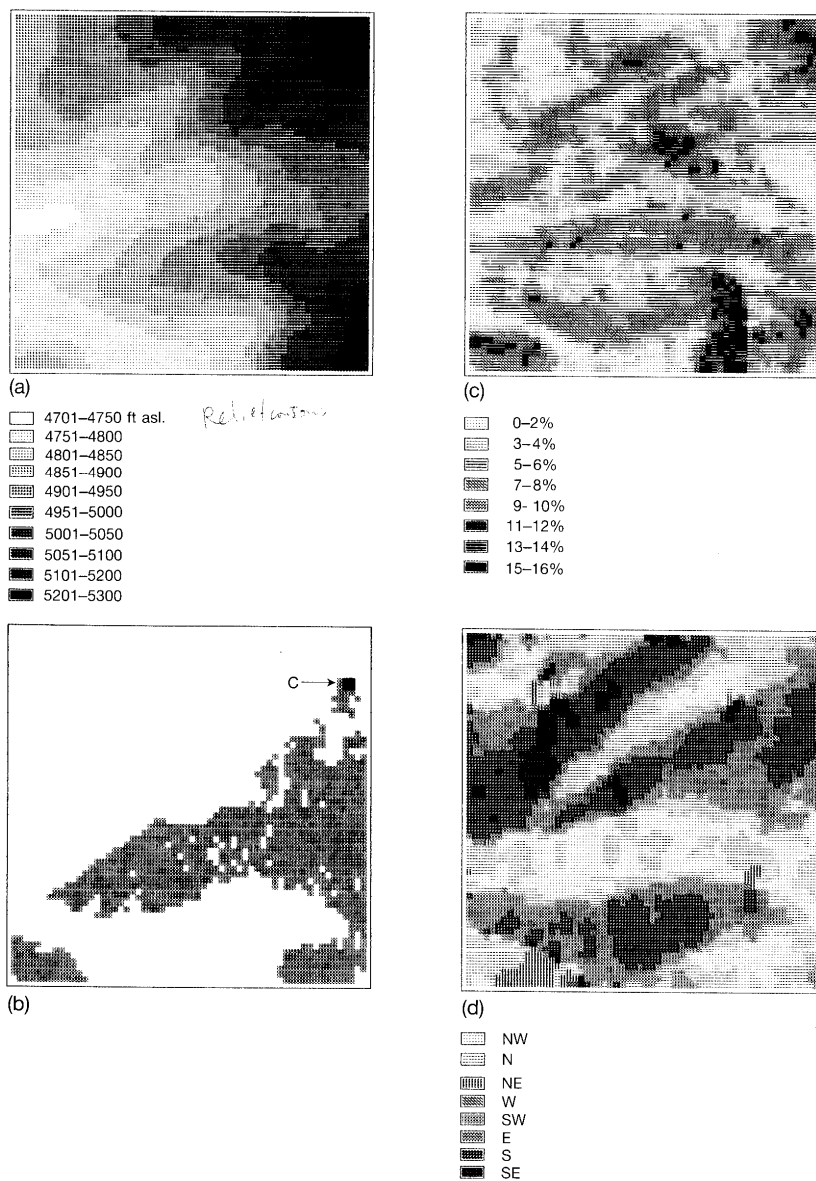 (a)
4701–4750 ft asl.
4751–4800
4801–4850
4851–4900
4901–4950
4951–5000
5001–5050
5051–5100
5101–5200
5201–5300
(c)
0–2%
3–4%
5–6%
7–8%
9- 10%
11–12%
13–14%
15–16%
C
(b)
(d)
NW
N
NE
W
SW
E
S
SE